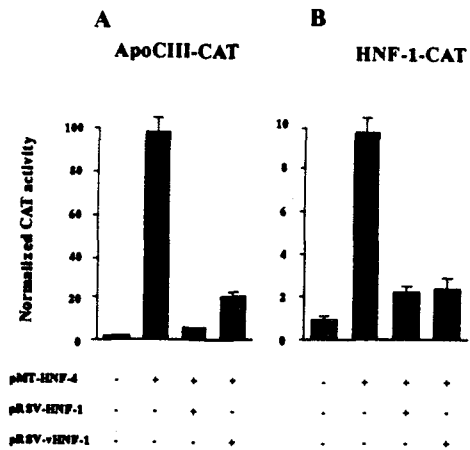 A B
ApoCIII-CAT HNF-1-CAT
Normalized CAT activity
100
80
60
40
20
0
10
8
6
4
2
0
pMT-HNF-4 - + + + - + + +
pRSV-HNF-1 - - + - - - + -
pRSV-vHNF-1 - - - + - - - +